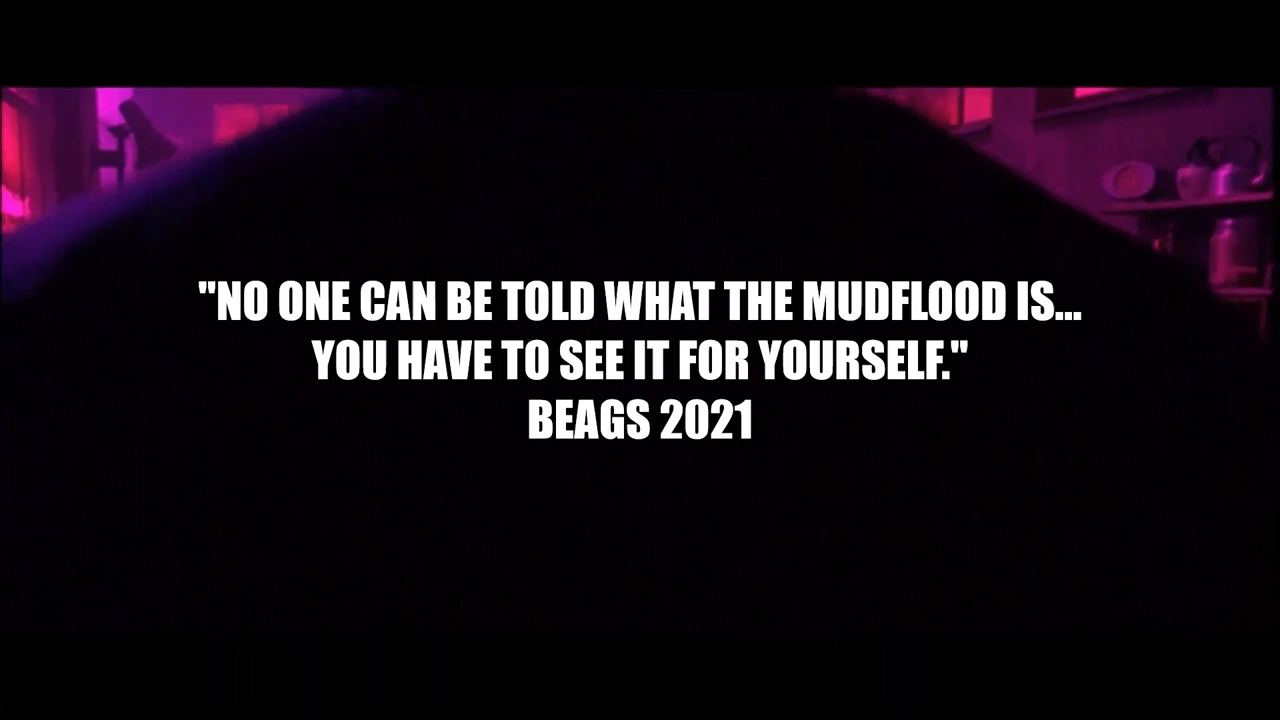 "NO ONE CAN BE TOLD WHAT THE MUDFLOOD IS...
YOU HAVE TO SEE IT FOR YOURSELF."
BEAGS 2021